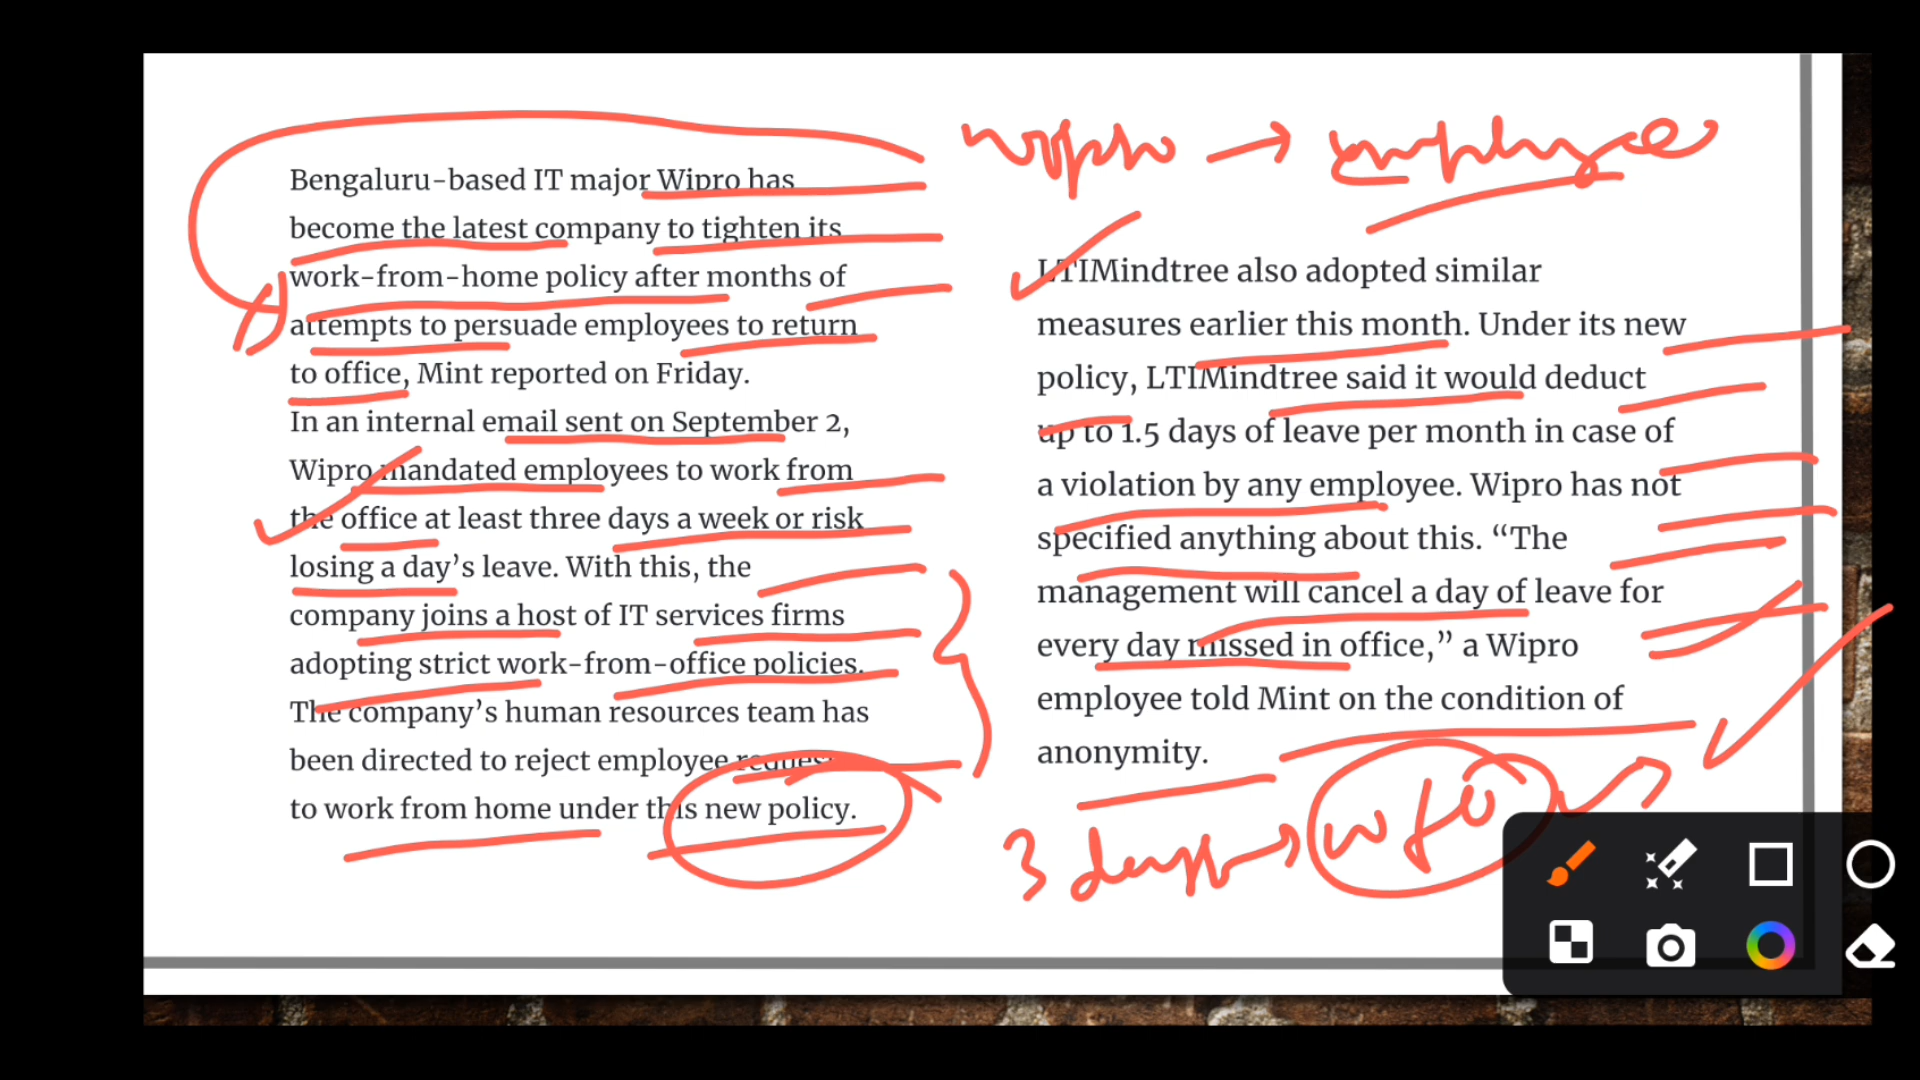 Bengaluru-based IT major Wipro has
become the latest company to tighten its
work-from-home policy after months of
attempts to persuade employees to return
to office, Mint reported on Friday.
In an internal email sent on September 2,
Wipro mandated employees to work from
the office at least three days a week or risk
losing a day’s leave. With this, the
company joins a host of IT services firms
adopting strict work-from-office policies.
The company’s human resources team has
been directed to reject employee
to work from home under this new policy.
wipro → employee
LTIMindtree also adopted similar
measures earlier this month. Under its new
policy, LTIMindtree said it would deduct
up to 1.5 days of leave per month in case of
a violation by any employee. Wipro has not
specified anything about this. “The
management will cancel a day of leave for
every day missed in office,” a Wipro
employee told Mint on the condition of
anonymity.
3 days → wfo